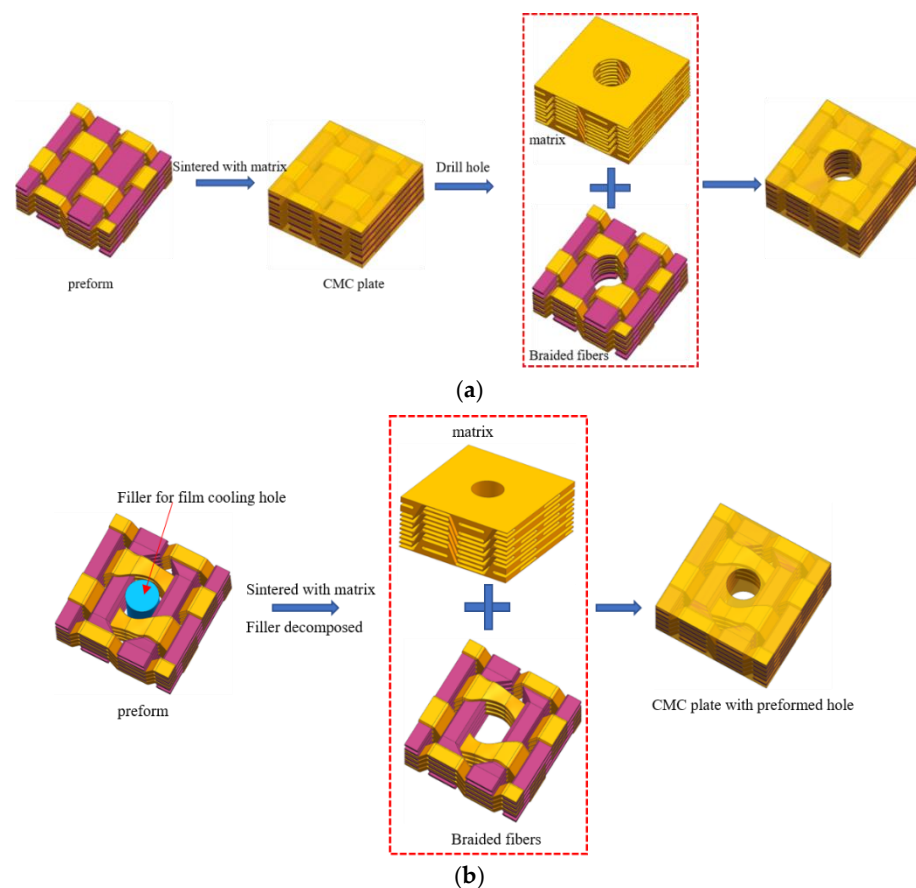 matrix
Sintered with matrix
Drill hole
preform
CMC plate
Braided fibers
(a)
matrix
Filler for film cooling hole
Sintered with matrix
Filler decomposed
preform
CMC plate with preformed hole
Braided fibers
(b)